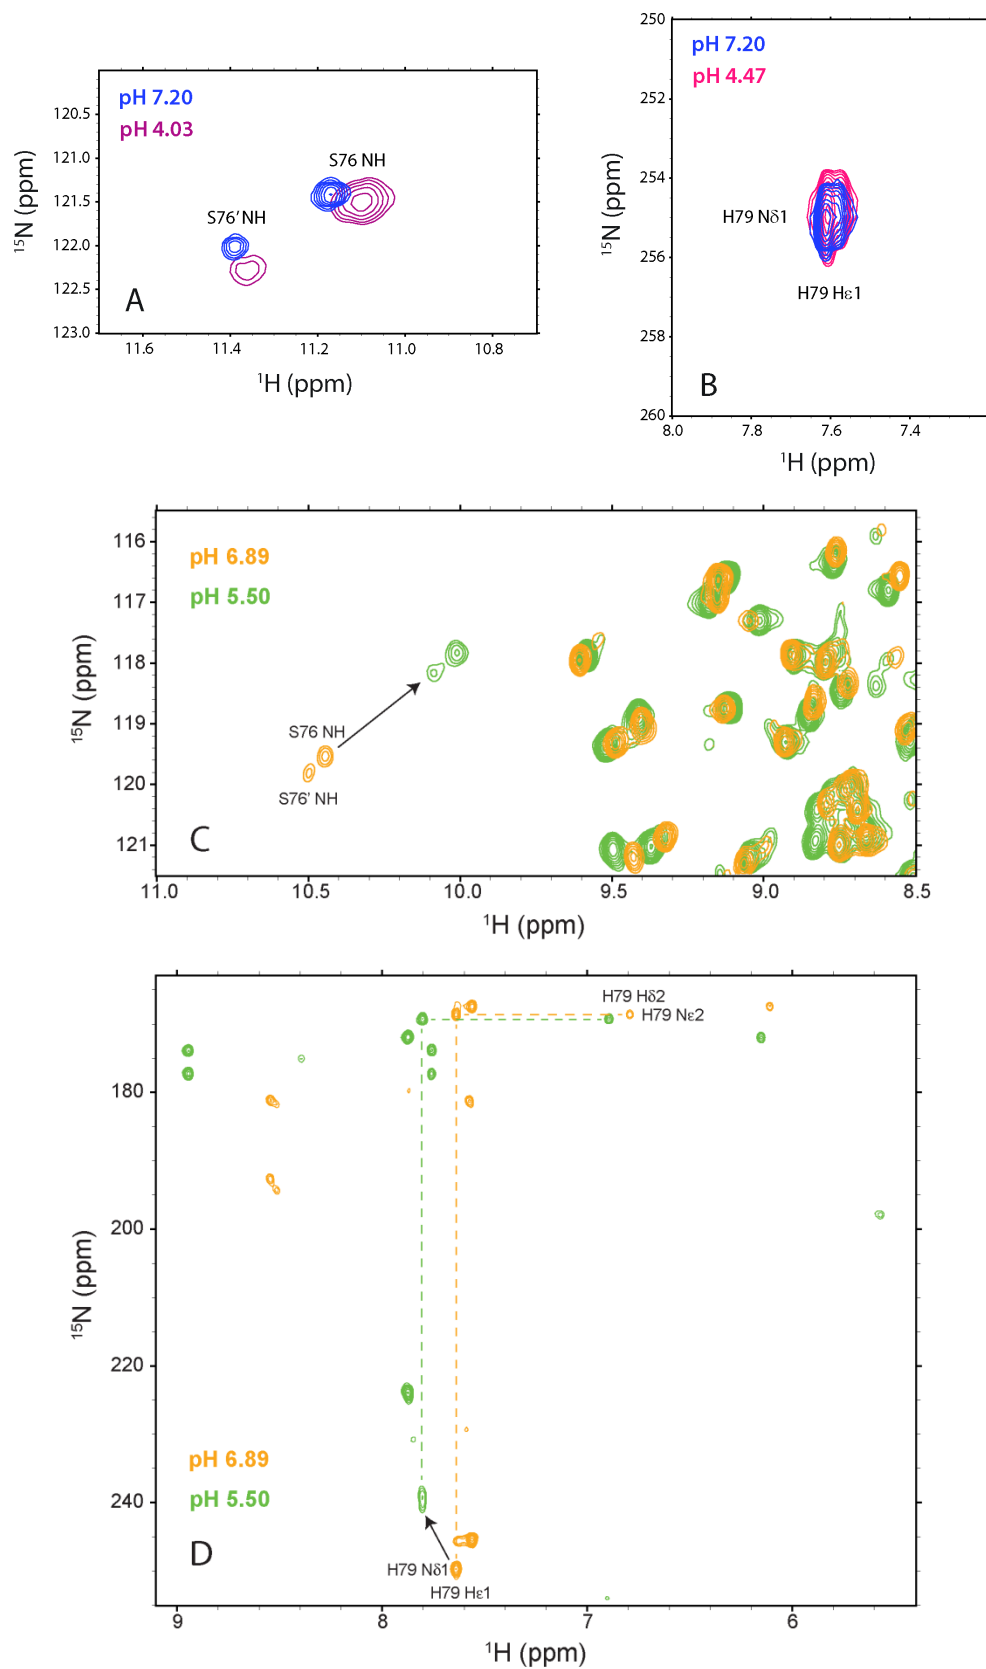 pH 7.20
pH 4.03
S76 NH
S76' NH
A
120.5
121.0
121.5
122.0
122.5
123.0
¹⁵N (ppm)
11.6
11.4
11.2
11.0
10.8
¹H (ppm)
pH 7.20
pH 4.47
H79 Nδ1
H79 Hε1
B
250
252
254
256
258
260
¹⁵N (ppm)
8.0
7.8
7.6
7.4
¹H (ppm)
pH 6.89
pH 5.50
S76 NH
S76' NH
C
116
117
118
119
120
121
¹⁵N (ppm)
11.0
10.5
10.0
9.5
9.0
8.5
¹H (ppm)
H79 Hδ2
H79 Nε2
pH 6.89
pH 5.50
H79 Nδ1
H79 Hε1
D
180
200
220
240
¹⁵N (ppm)
9
8
7
6
¹H (ppm)